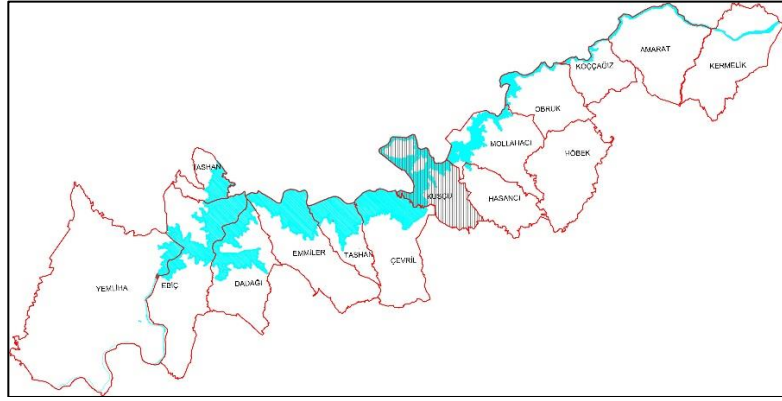 AMARAT
KERMELİK
KOÇÇAĞIZ
OBRUK
MOLLAHACI
HÖBEK
TAŞHAN
KUŞÇU
HASANCI
EMMİLER
TAŞHAN
ÇEVRİL
YEMLİHA
EBİÇ
DADAĞI